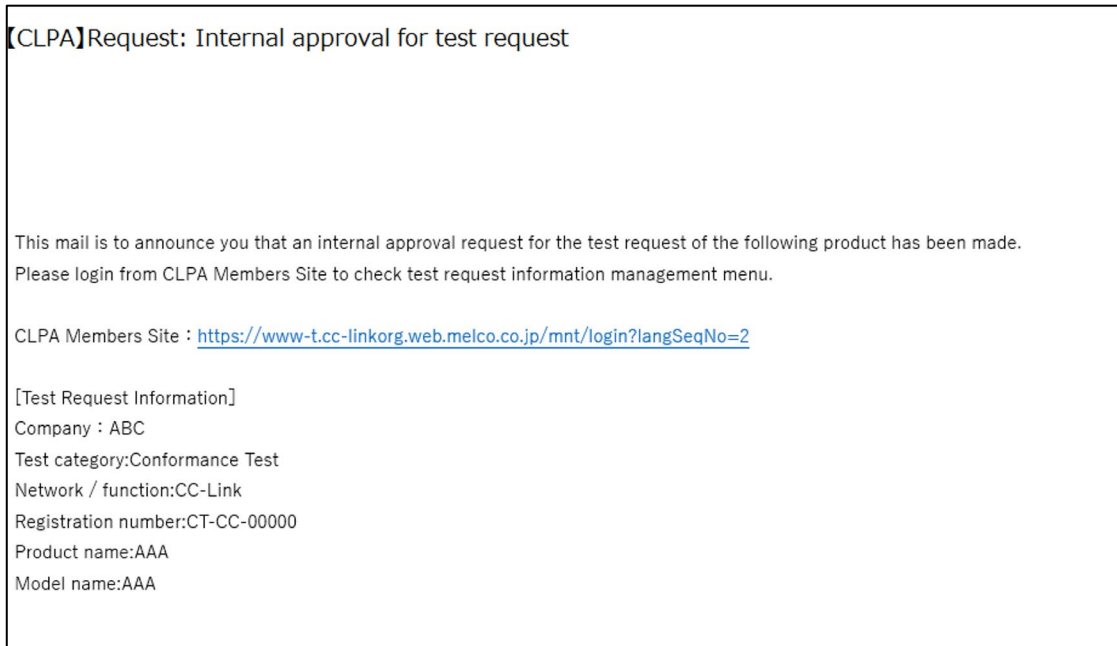 【CLPA】Request: Internal approval for test request
This mail is to announce you that an internal approval request for the test request of the following product has been made.
Please login from CLPA Members Site to check test request information management menu.
CLPA Members Site：https://www-t.cc-linkorg.web.melco.co.jp/mnt/login?langSeqNo=2
[Test Request Information]
Company：ABC
Test category:Conformance Test
Network / function:CC-Link
Registration number:CT-CC-00000
Product name:AAA
Model name:AAA